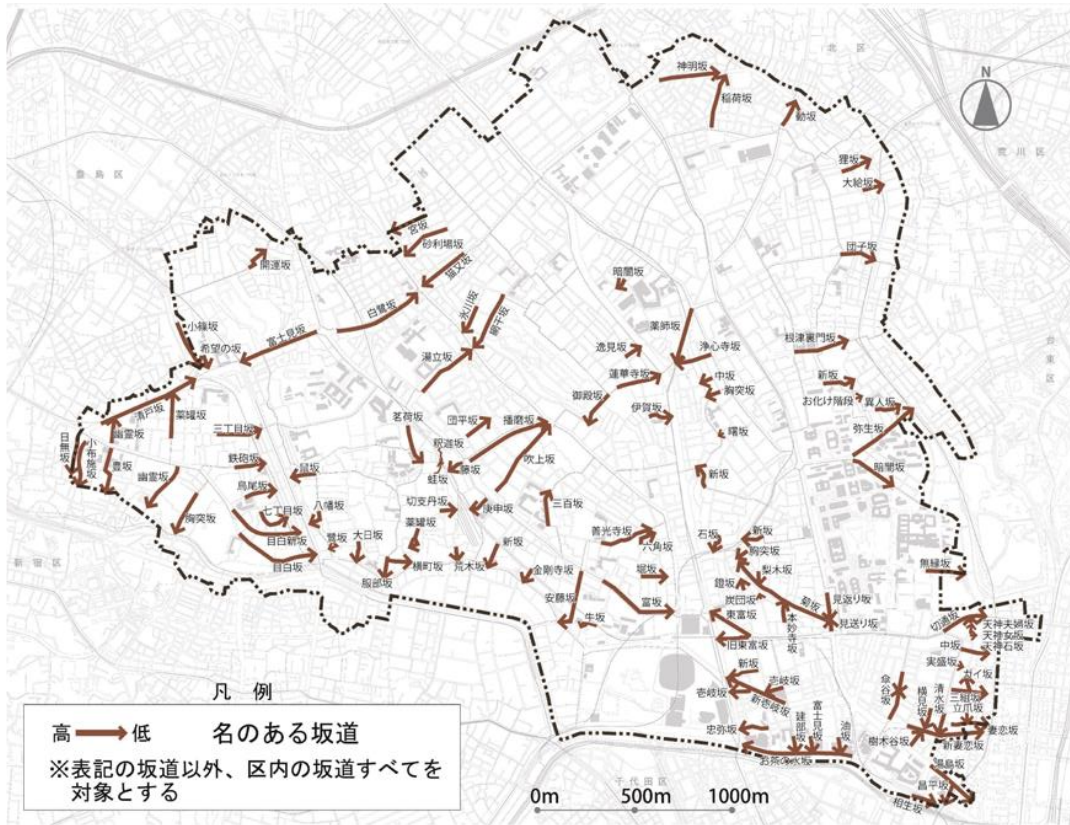 北区
神明坂
稲荷坂
動坂
N
荒川区
狸坂
大給坂
豊島区
宮坂
砂利場坂
猫又坂
団子坂
開運坂
暗闇坂
氷川坂
網干坂
白鷺坂
小篠坂
富士見坂
希望の坂
湯立坂
薬師坂
浄心寺坂
逸見坂
根津裏門坂
台東区
蓮華寺坂
中坂
胸突坂
新坂
お化け階段
異人坂
御殿坂
伊賀坂
曙坂
弥生坂
清戸坂
薬罐坂
幽霊坂
三丁目坂
茗荷坂
団平坂
播磨坂
釈迦坂
藤坂
吹上坂
蛙坂
暗闇坂
日無坂
小布施坂
豊坂
幽霊坂
鉄砲坂
鼠坂
鳥尾坂
七丁目坂
八幡坂
切支丹坂
庚申坂
三百坂
新坂
胸突坂
目白新坂
目白坂
鷺坂
大日坂
薬罐坂
服部坂
横町坂
荒木坂
新坂
金剛寺坂
善光寺坂
六角坂
堀坂
石坂
新坂
胸突坂
梨木坂
鐙坂
炭団坂
菊坂
無縁坂
新宿区
安藤坂
牛坂
富坂
東富坂
旧東富坂
本妙寺坂
見返り坂
見送り坂
切通坂
天神夫婦坂
天神女坂
天神石坂
中坂
実盛坂
ガイ坂
三組坂
立爪坂
妻恋坂
新妻恋坂
傘谷坂
横見坂
清水坂
樹木谷坂
湯島坂
昌平坂
相生坂
新坂
壱岐坂
壱岐坂
新壱岐坂
忠弥坂
建部坂
富士見坂
油坂
お茶の水坂
千代田区
凡例
高 低 名のある坂道
※表記の坂道以外、区内の坂道すべてを
対象とする
0m 500m 1000m